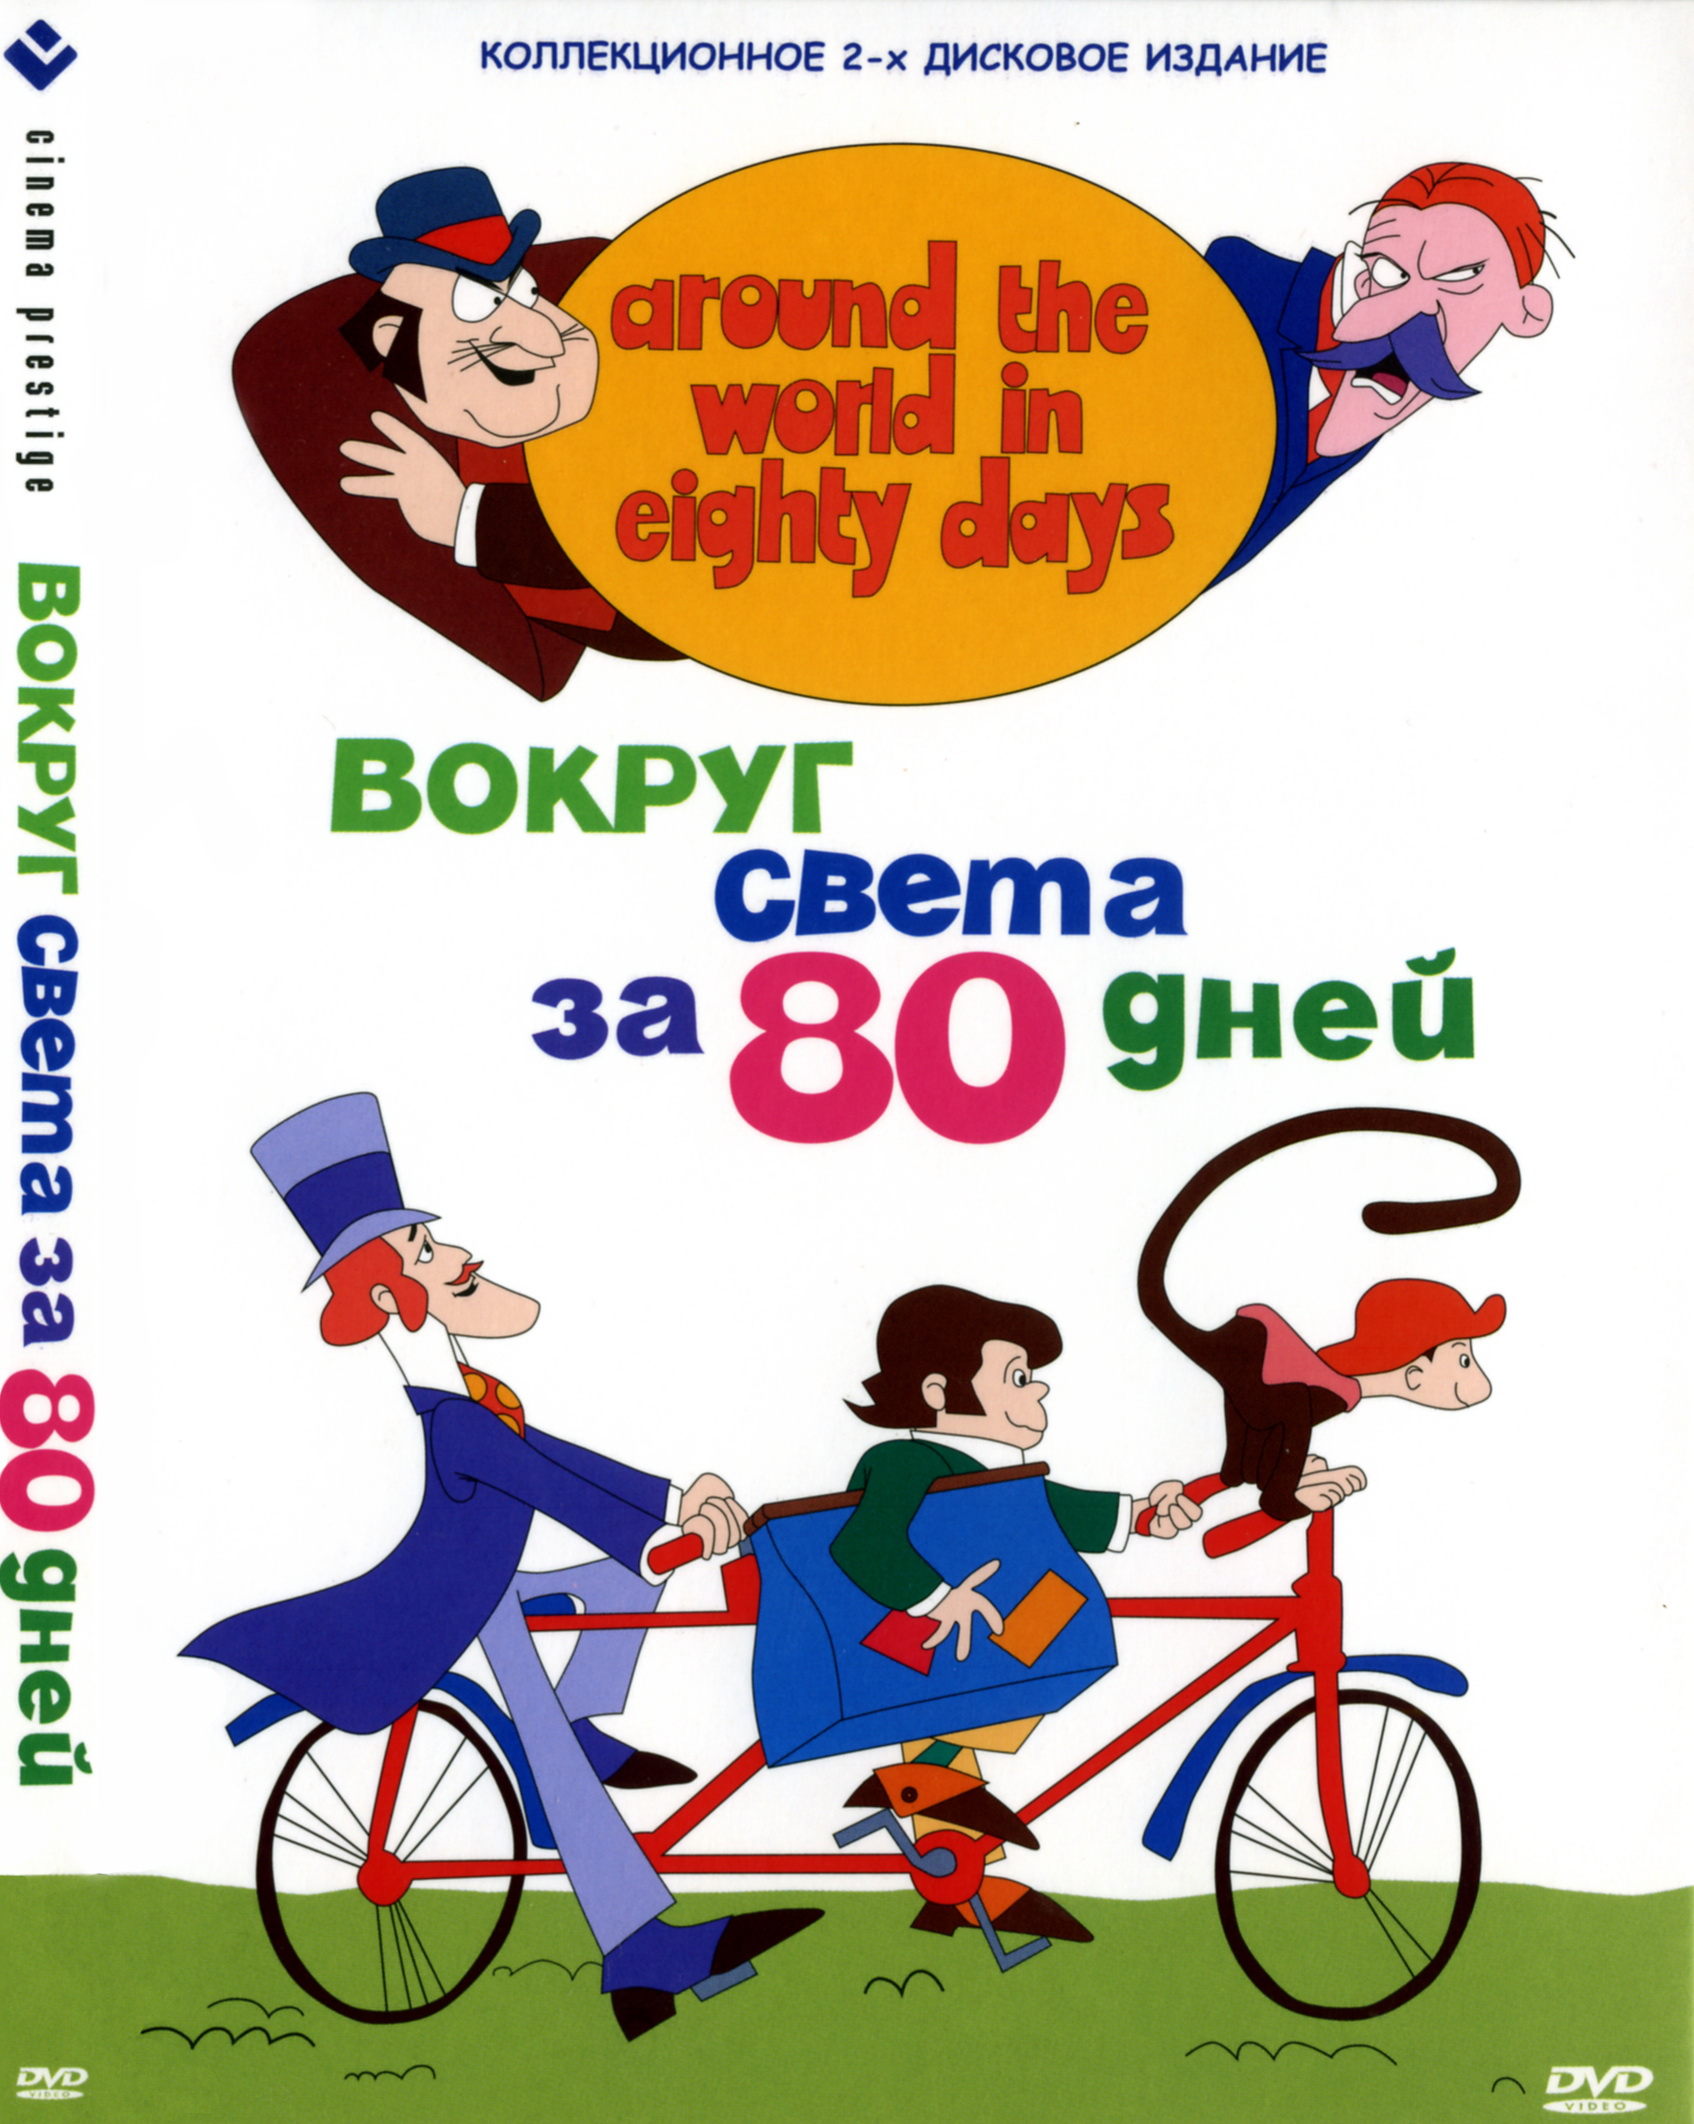 КОЛЛЕКЦИОННОЕ 2-х ДИСКОВОЕ ИЗДАНИЕ
around the
world in
eighty days
ВОКРУГ
света
за 80 дней
cinema prestige
ВОКРУГ света за 80 дней
DVD
VIDEO
DVD
VIDEO